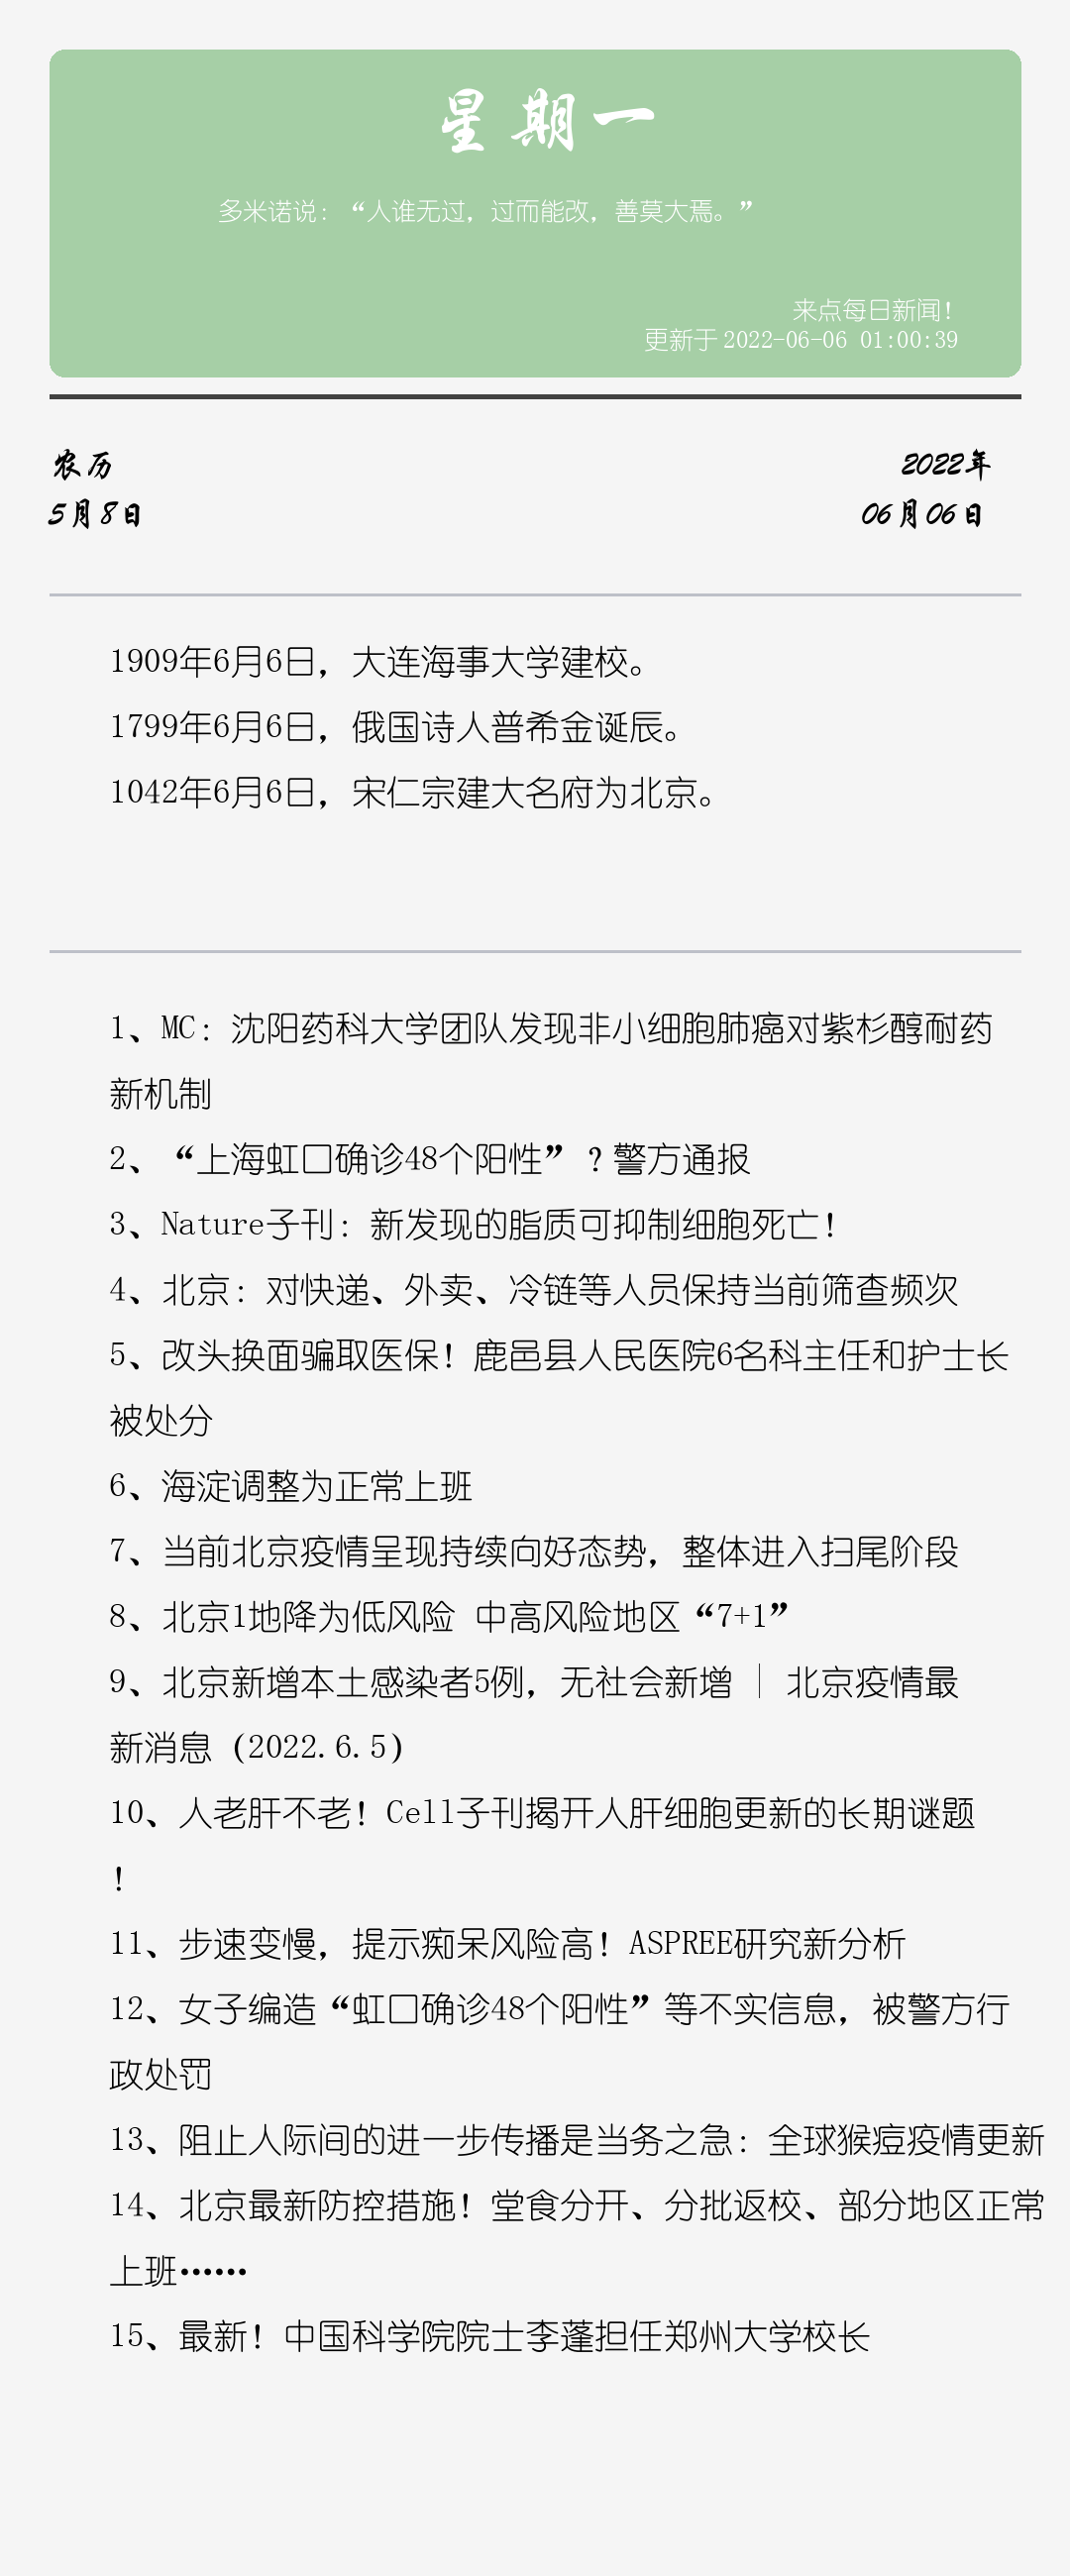 星期一
多米诺说：“人谁无过，过而能改，善莫大焉。”
来点每日新闻！
更新于 2022-06-06 01:00:39
农历
5月8日
2022年
06月06日
1909年6月6日，大连海事大学建校。
1799年6月6日，俄国诗人普希金诞辰。
1042年6月6日，宋仁宗建大名府为北京。
1、MC：沈阳药科大学团队发现非小细胞肺癌对紫杉醇耐药
新机制
2、“上海虹口确诊48个阳性”？警方通报
3、Nature子刊：新发现的脂质可抑制细胞死亡！
4、北京：对快递、外卖、冷链等人员保持当前筛查频次
5、改头换面骗取医保！鹿邑县人民医院6名科主任和护士长
被处分
6、海淀调整为正常上班
7、当前北京疫情呈现持续向好态势，整体进入扫尾阶段
8、北京1地降为低风险 中高风险地区“7+1”
9、北京新增本土感染者5例，无社会新增 | 北京疫情最
新消息（2022.6.5）
10、人老肝不老！Cell子刊揭开人肝细胞更新的长期谜题
！
11、步速变慢，提示痴呆风险高！ASPREE研究新分析
12、女子编造“虹口确诊48个阳性”等不实信息，被警方行
政处罚
13、阻止人际间的进一步传播是当务之急：全球猴痘疫情更新
14、北京最新防控措施！堂食分开、分批返校、部分地区正常
上班……
15、最新！中国科学院院士李蓬担任郑州大学校长